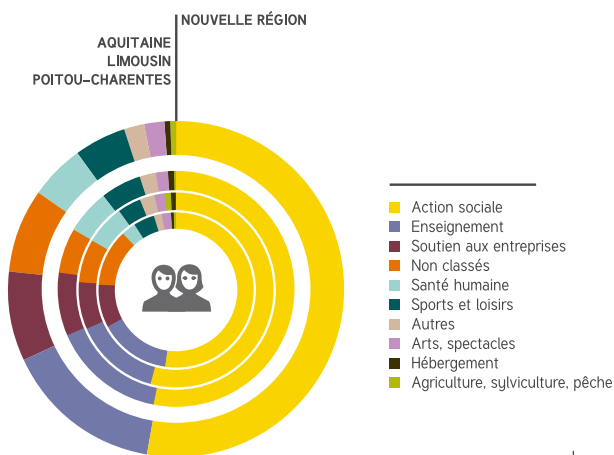 NOUVELLE RÉGION
AQUITAINE
LIMOUSIN
POITOU-CHARENTES
Action sociale
Enseignement
Soutien aux entreprises
Non classés
Santé humaine
Sports et loisirs
Autres
Arts, spectacles
Hébergement
Agriculture, sylviculture, pêche